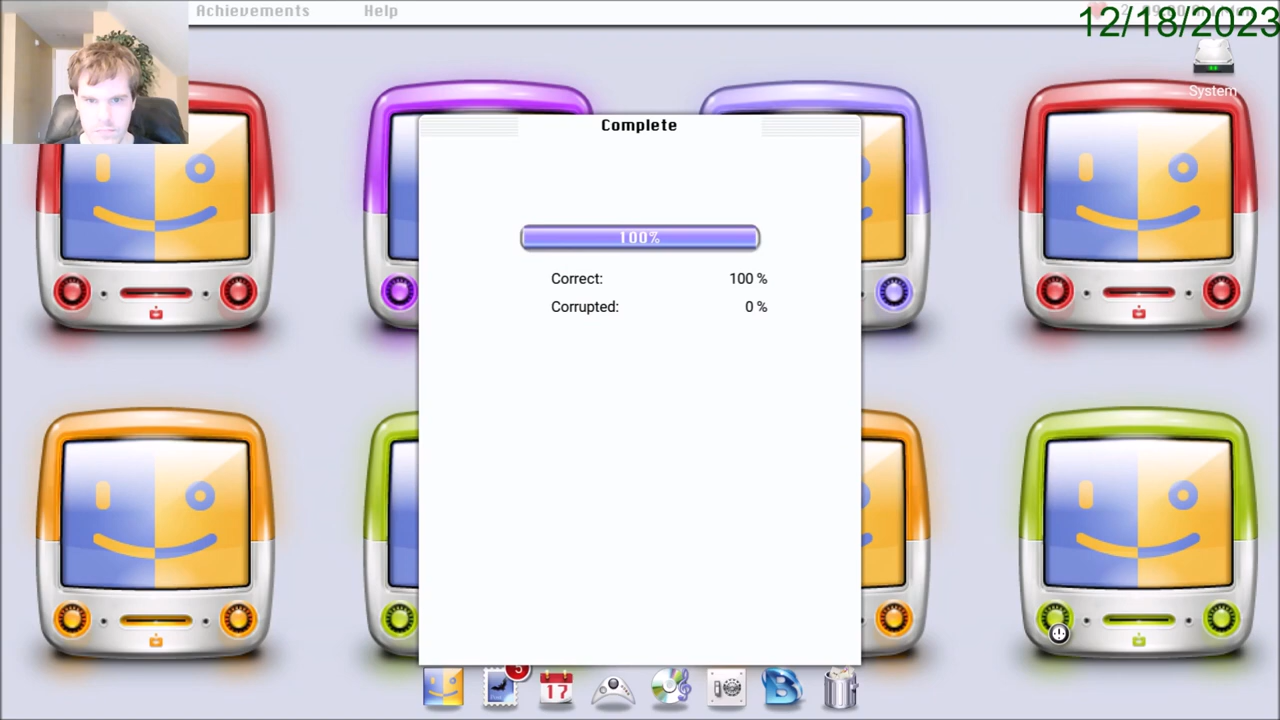 Achievements Help
12/18/2023
System
Complete
100%
Correct: 100 %
Corrupted: 0 %
17